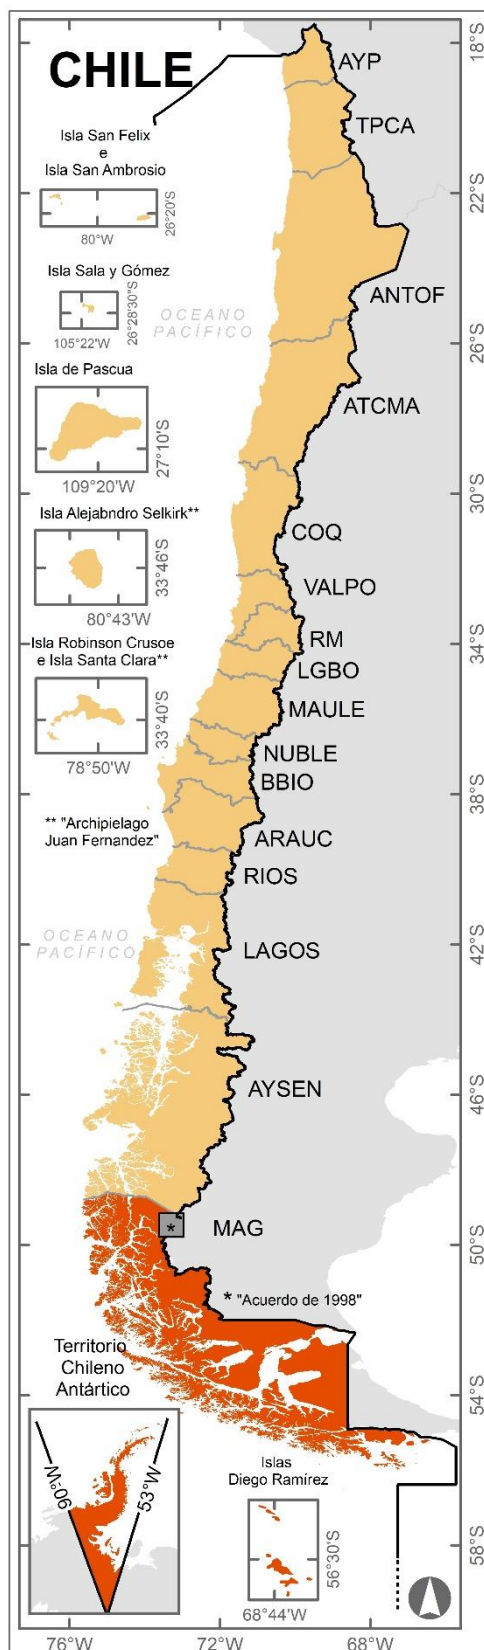 CHILE
18°S
AYP
TPCA
Isla San Felix
e
Isla San Ambrosio
26°20'S
80°W
22°S
Isla Sala y Gómez
26°28'30"S
105°22'W
OCEANO
PACÍFICO
ANTOF
26°S
Isla de Pascua
27°10'S
109°20'W
ATCMA
30°S
Isla Alejabndro Selkirk**
33°46'S
80°43'W
COQ
VALPO
Isla Robinson Crusoe
e Isla Santa Clara**
33°40'S
78°50'W
RM
34°S
LGBO
MAULE
NUBLE
BBIO
38°S
** "Archipielago
Juan Fernandez"
ARAUC
RIOS
OCEANO
PACÍFICO
LAGOS
42°S
AYSEN
46°S
*
MAG
50°S
* "Acuerdo de 1998"
Territorio
Chileno
Antártico
54°S
90°W
53°W
Islas
Diego Ramírez
56°30'S
68°44'W
58°S
76°W
72°W
68°W